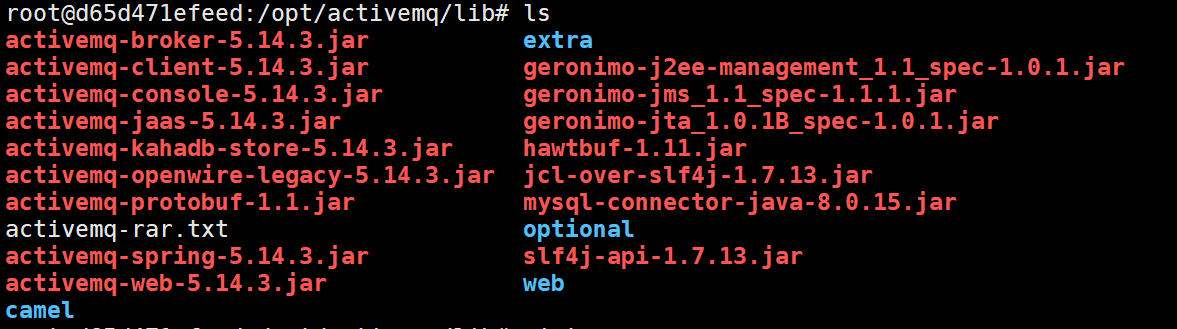 root@d65d471efeed:/opt/activemq/lib# ls
activemq-broker-5.14.3.jar extra
activemq-client-5.14.3.jar geronimo-j2ee-management_1.1_spec-1.0.1.jar
activemq-console-5.14.3.jar geronimo-jms_1.1_spec-1.1.1.jar
activemq-jaas-5.14.3.jar geronimo-jta_1.0.1B_spec-1.0.1.jar
activemq-kahadb-store-5.14.3.jar hawtbuf-1.11.jar
activemq-openwire-legacy-5.14.3.jar jcl-over-slf4j-1.7.13.jar
activemq-protobuf-1.1.jar mysql-connector-java-8.0.15.jar
activemq-rar.txt optional
activemq-spring-5.14.3.jar slf4j-api-1.7.13.jar
activemq-web-5.14.3.jar web
camel